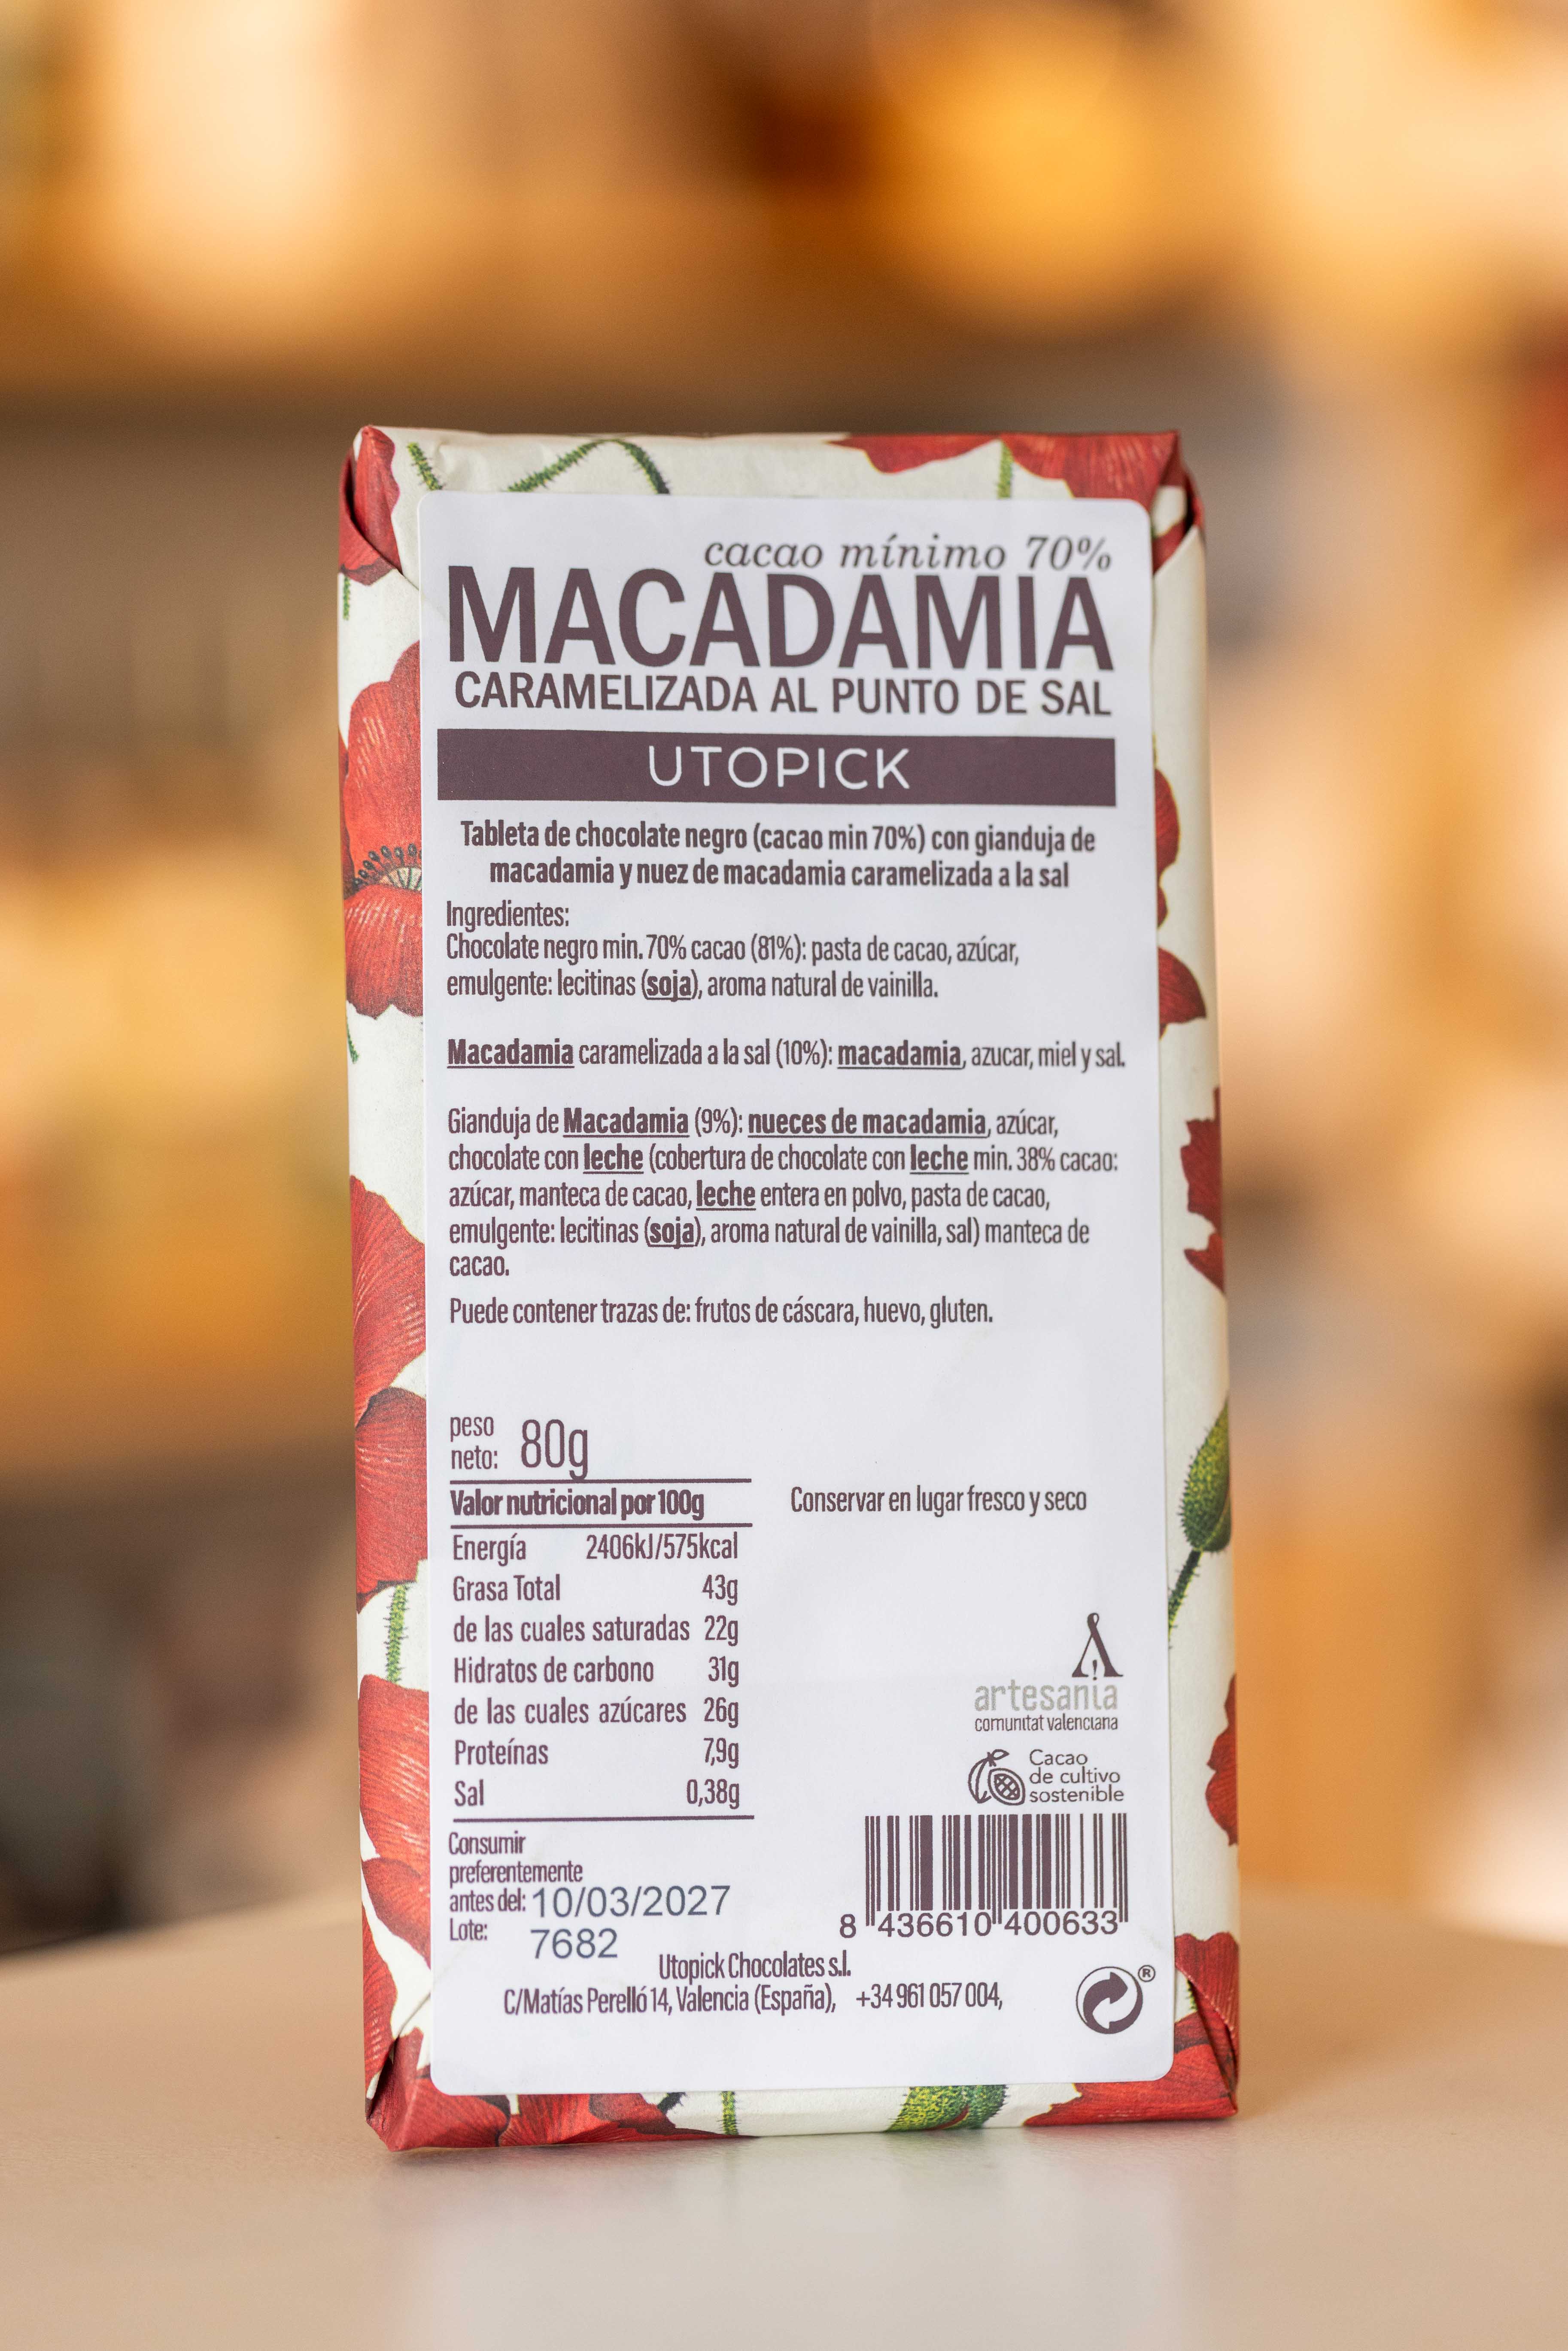 cacao mínimo 70%
MACADAMIA
CARAMELIZADA AL PUNTO DE SAL
UTOPICK
Tableta de chocolate negro (cacao min 70%) con gianduja de
macadamia y nuez de macadamia caramelizada a la sal
Ingredientes:
Chocolate negro min. 70% cacao (81%): pasta de cacao, azúcar,
emulgente: lecitinas (soja), aroma natural de vainilla.
Macadamia caramelizada a la sal (10%): macadamia, azucar, miel y sal.
Gianduja de Macadamia (9%): nueces de macadamia, azúcar,
chocolate con leche (cobertura de chocolate con leche min. 38% cacao:
azúcar, manteca de cacao, leche entera en polvo, pasta de cacao,
emulgente: lecitinas (soja), aroma natural de vainilla, sal) manteca de
cacao.
Puede contener trazas de: frutos de cáscara, huevo, gluten.
peso
neto: 80g
Valor nutricional por 100g
Conservar en lugar fresco y seco
Energía 2406kJ/575kcal
Grasa Total 43g
de las cuales saturadas 22g
Hidratos de carbono 31g
de las cuales azúcares 26g
Proteínas 7,9g
Sal 0,38g
artesanía
comunitat valenciana
Cacao
de cultivo
sostenible
Consumir
preferentemente
antes del: 10/03/2027
Lote: 7682
8 436610 400633
Utopick Chocolates s.l.
C/Matías Perelló 14, Valencia (España), +34 961 057 004,
®